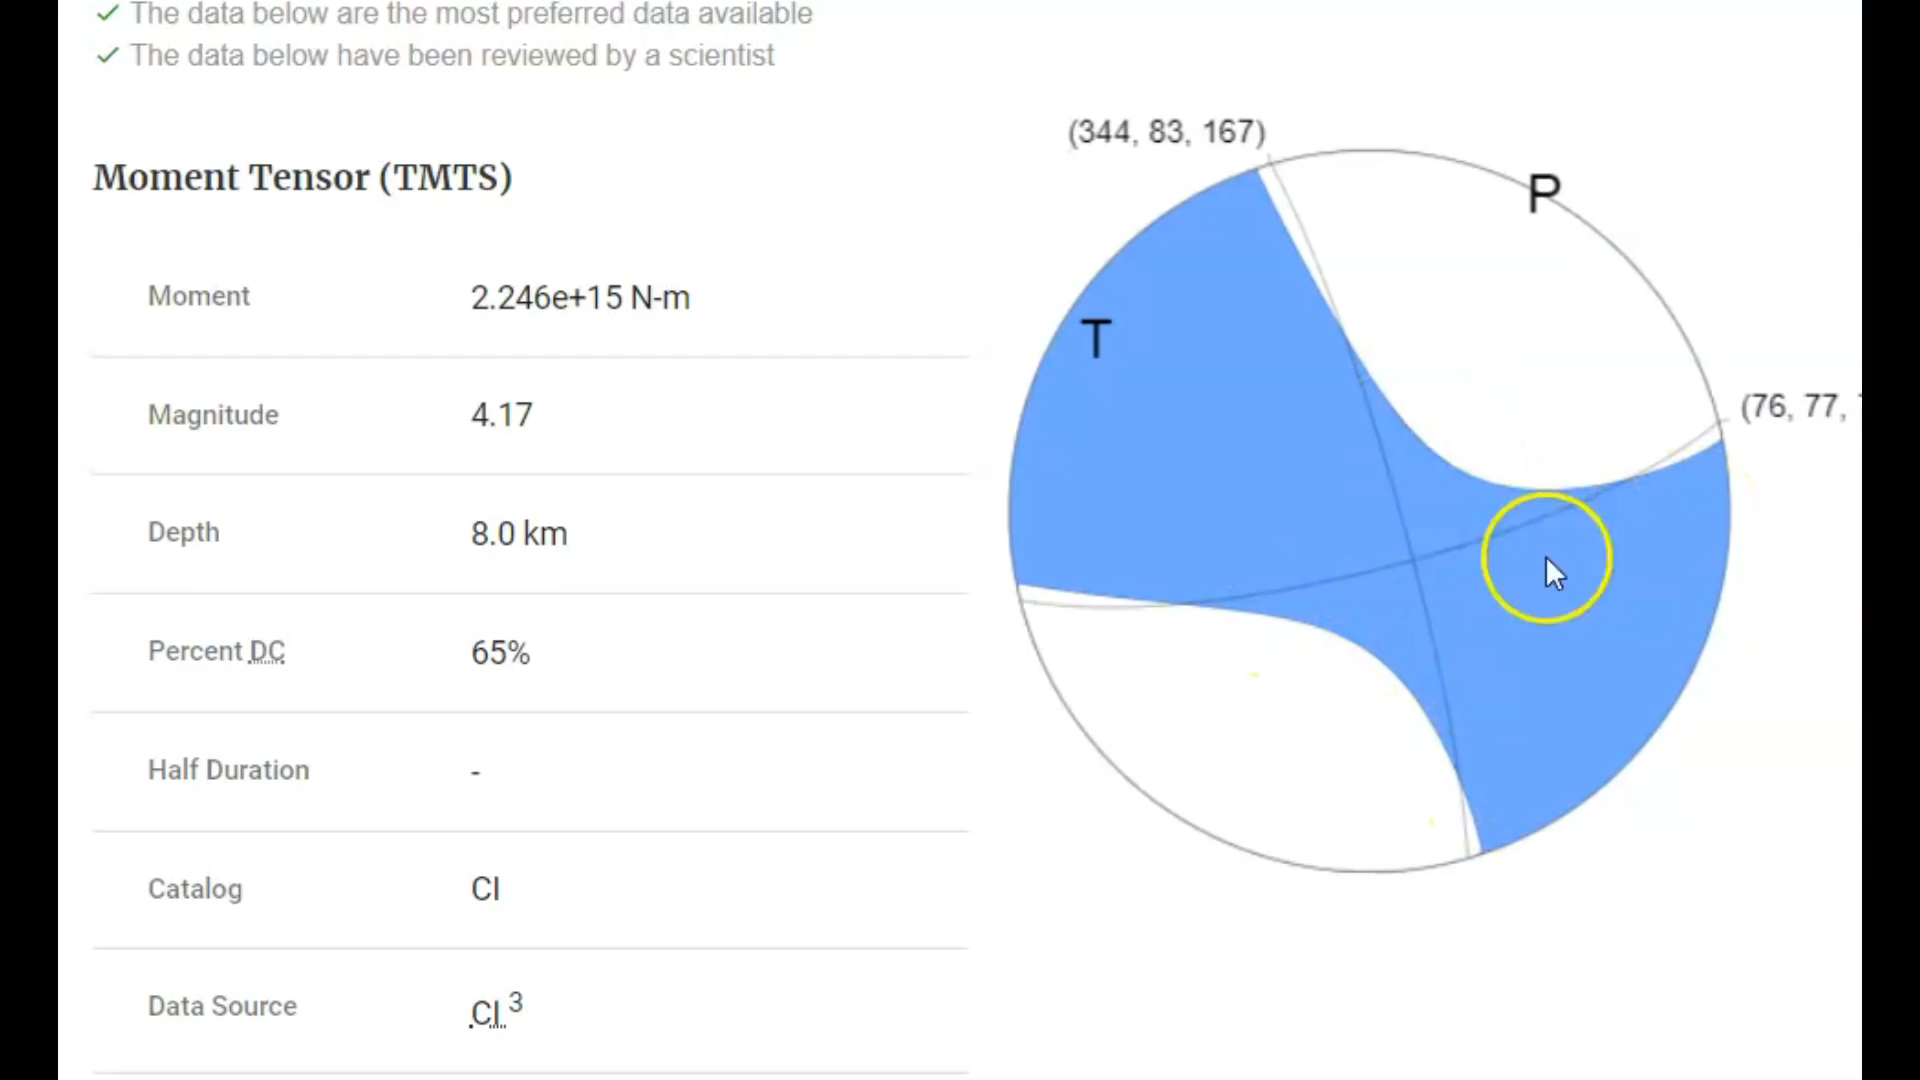 The data below are the most preferred data available
The data below have been reviewed by a scientist
Moment Tensor (TMTS)
Moment 2.246e+15 N-m
Magnitude 4.17
Depth 8.0 km
Percent DC 65%
Half Duration -
Catalog CI
Data Source CI 3
(344, 83, 167)
P
T
(76, 77,